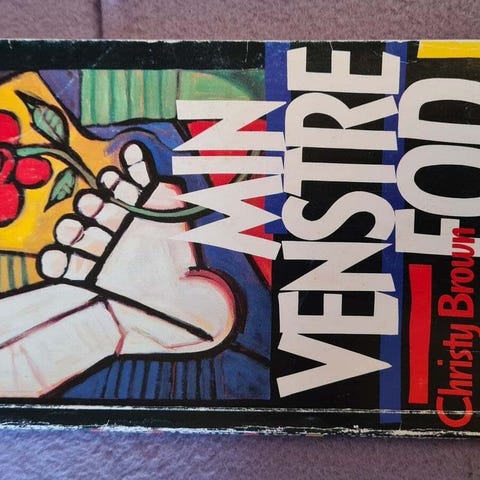 MIN
VENSTRE
FOD
Christy Brown